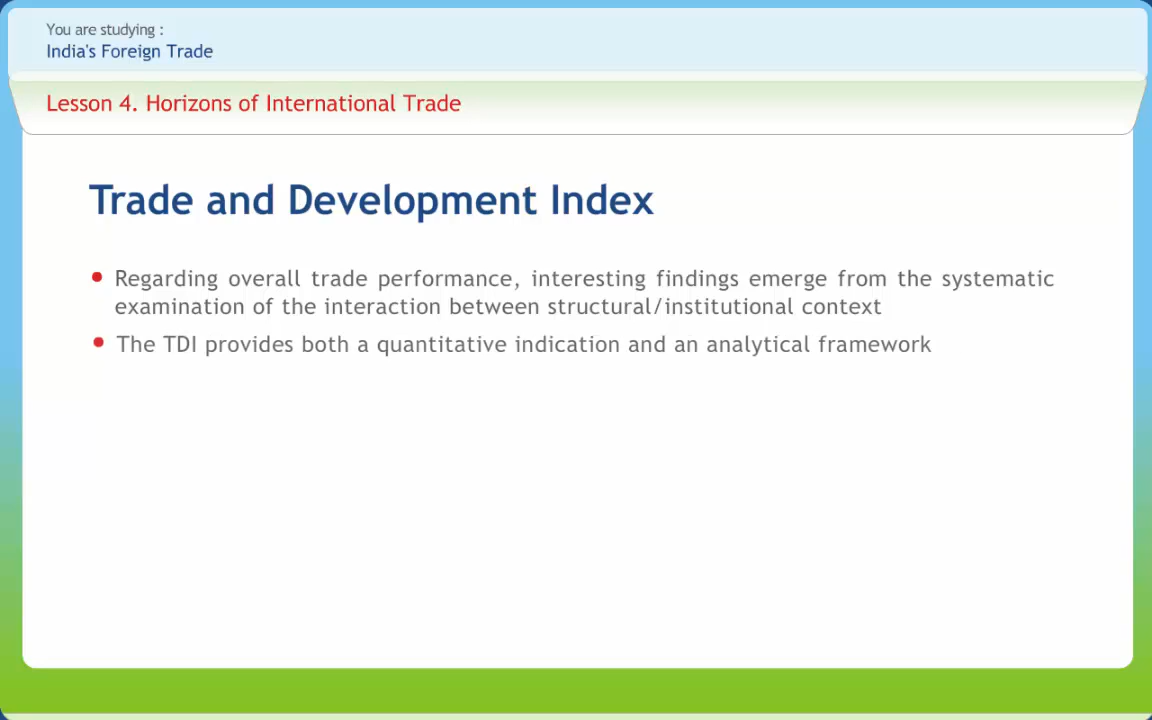 You are studying :
India's Foreign Trade
Lesson 4. Horizons of International Trade
Trade and Development Index
• Regarding overall trade performance, interesting findings emerge from the systematic
examination of the interaction between structural/institutional context
• The TDI provides both a quantitative indication and an analytical framework